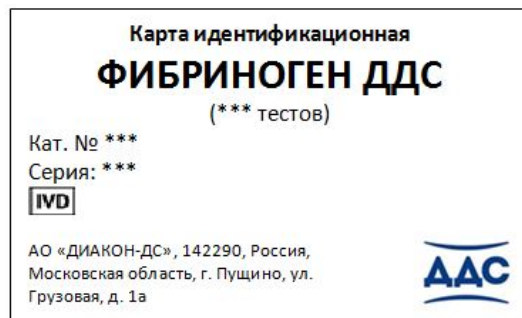 Карта идентификационная
ФИБРИНОГЕН ДДС
(*** тестов)
Кат. № ***
Серия: ***
IVD
АО «ДИАКОН-ДС», 142290, Россия,
Московская область, г. Пущино, ул.
Грузовая, д. 1а
ДДС